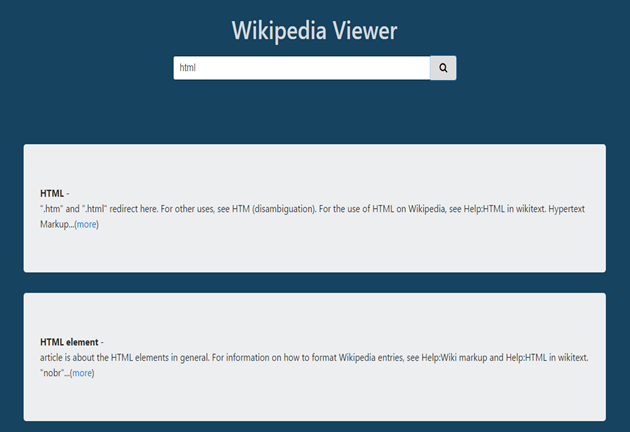 Wikipedia Viewer
html
HTML -
".htm" and ".html" redirect here. For other uses, see HTM (disambiguation). For the use of HTML on Wikipedia, see Help:HTML in wikitext. Hypertext
Markup...(more)
HTML element -
article is about the HTML elements in general. For information on how to format Wikipedia entries, see Help:Wiki markup and Help:HTML in wikitext.
"nobr"...(more)